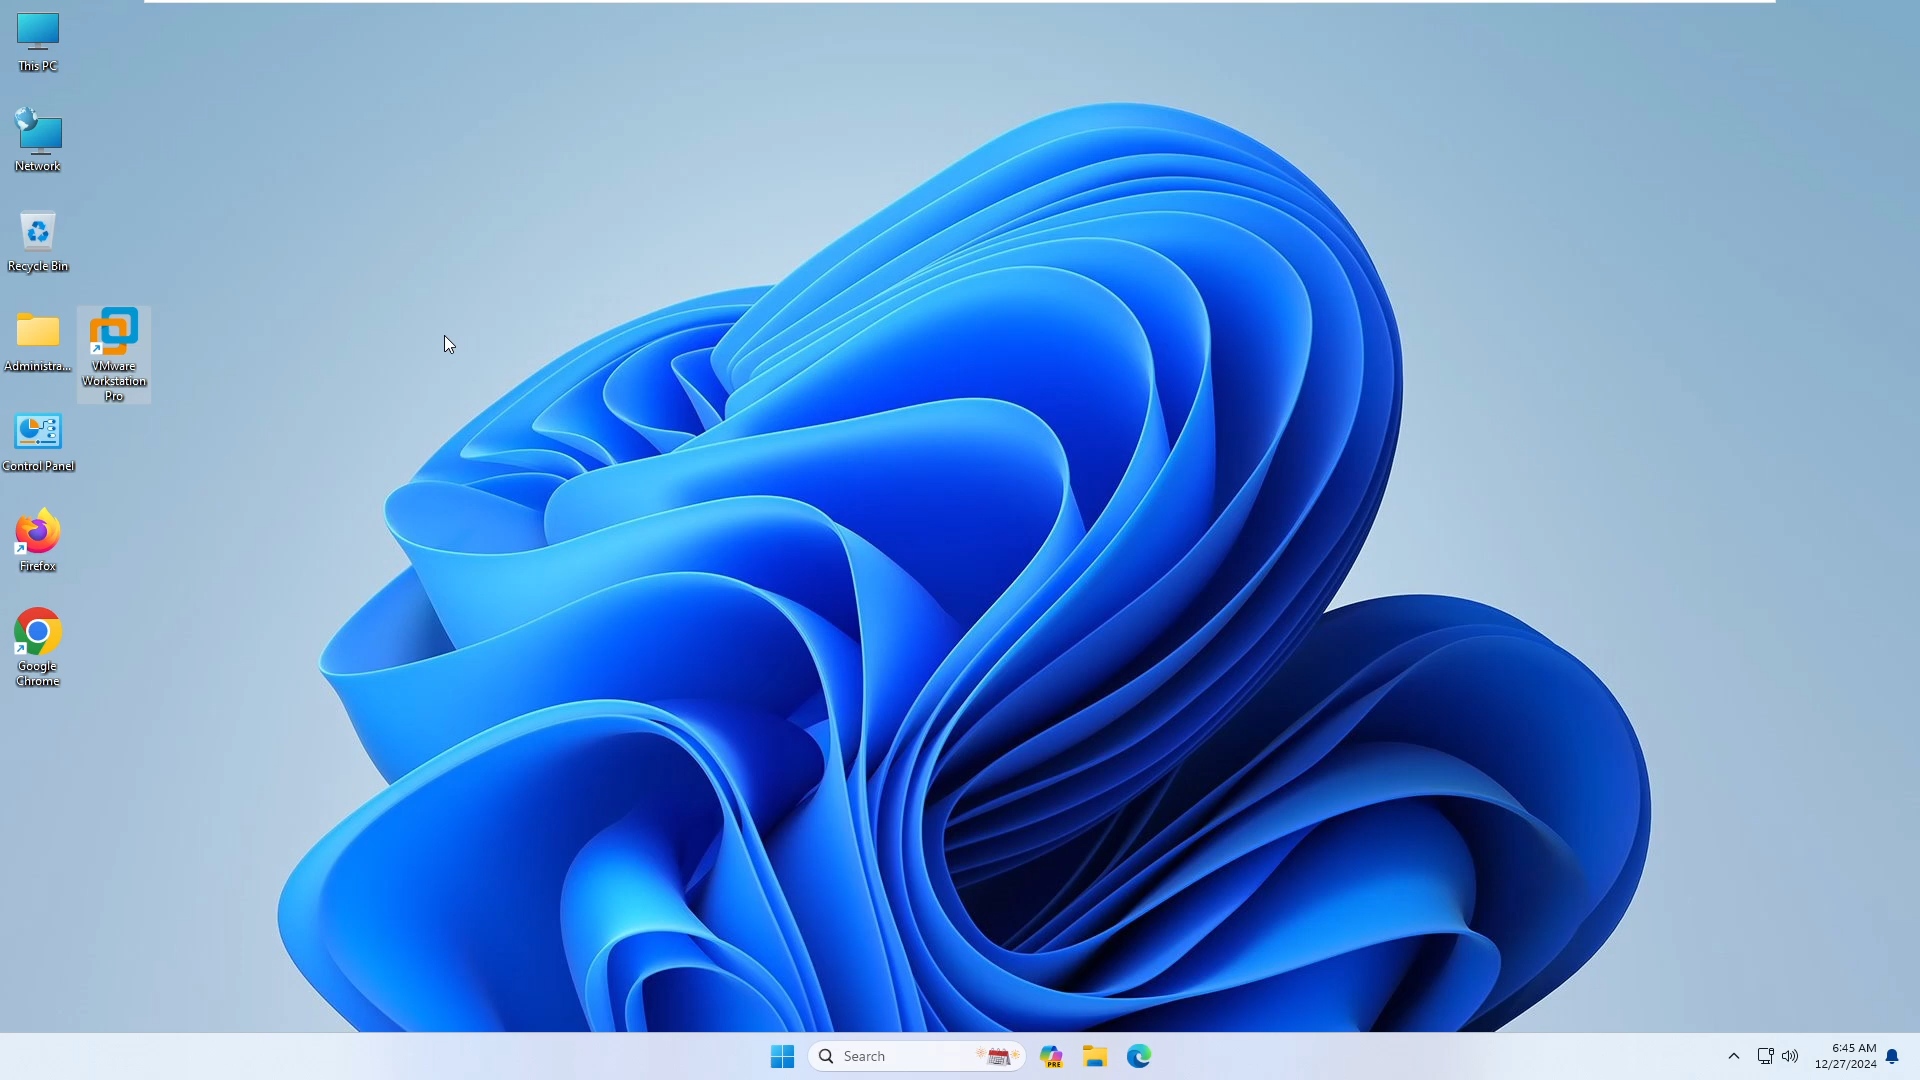 This PC
Network
Recycle Bin
Administra...
VMware
Workstation
Pro
Control Panel
Firefox
Google
Chrome
Search
PRE
6:45 AM
12/27/2024